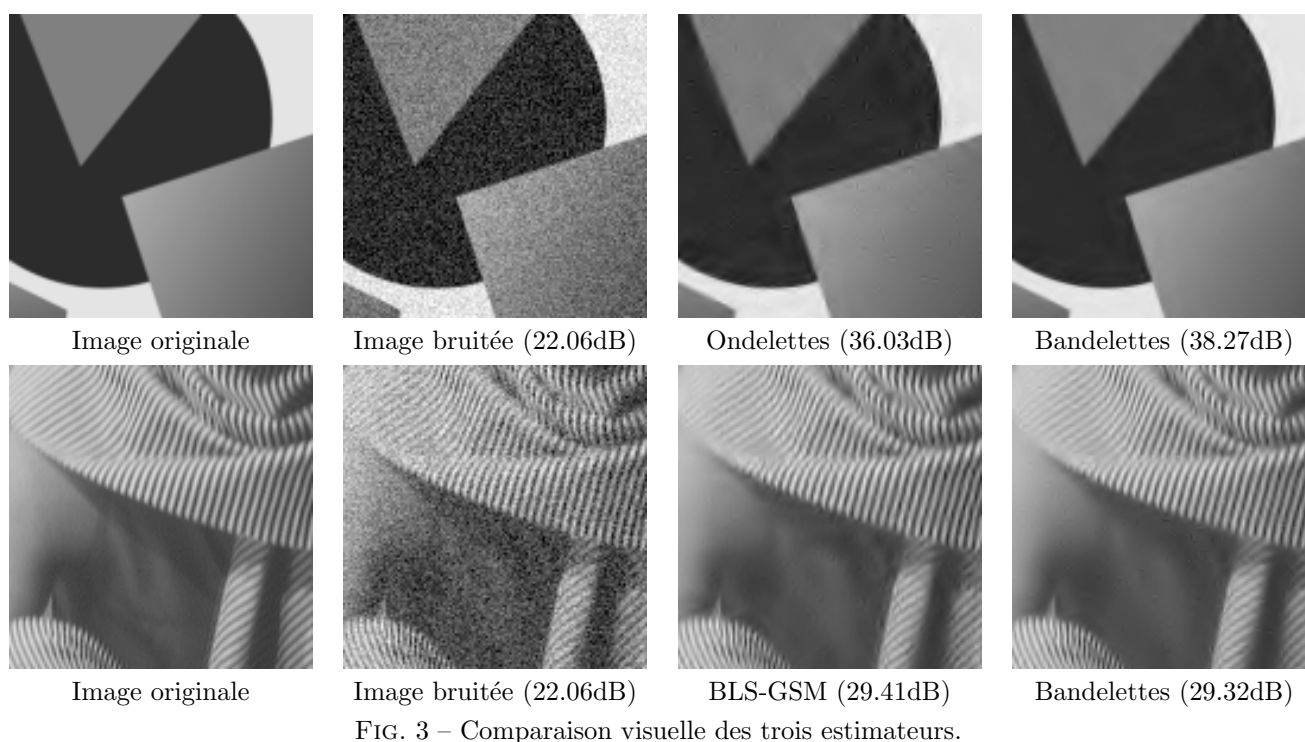 Image originale
Image bruitée (22.06dB)
Ondelettes (36.03dB)
Bandelettes (38.27dB)
Image originale
Image bruitée (22.06dB)
BLS-GSM (29.41dB)
Bandelettes (29.32dB)
FIG. 3 – Comparaison visuelle des trois estimateurs.